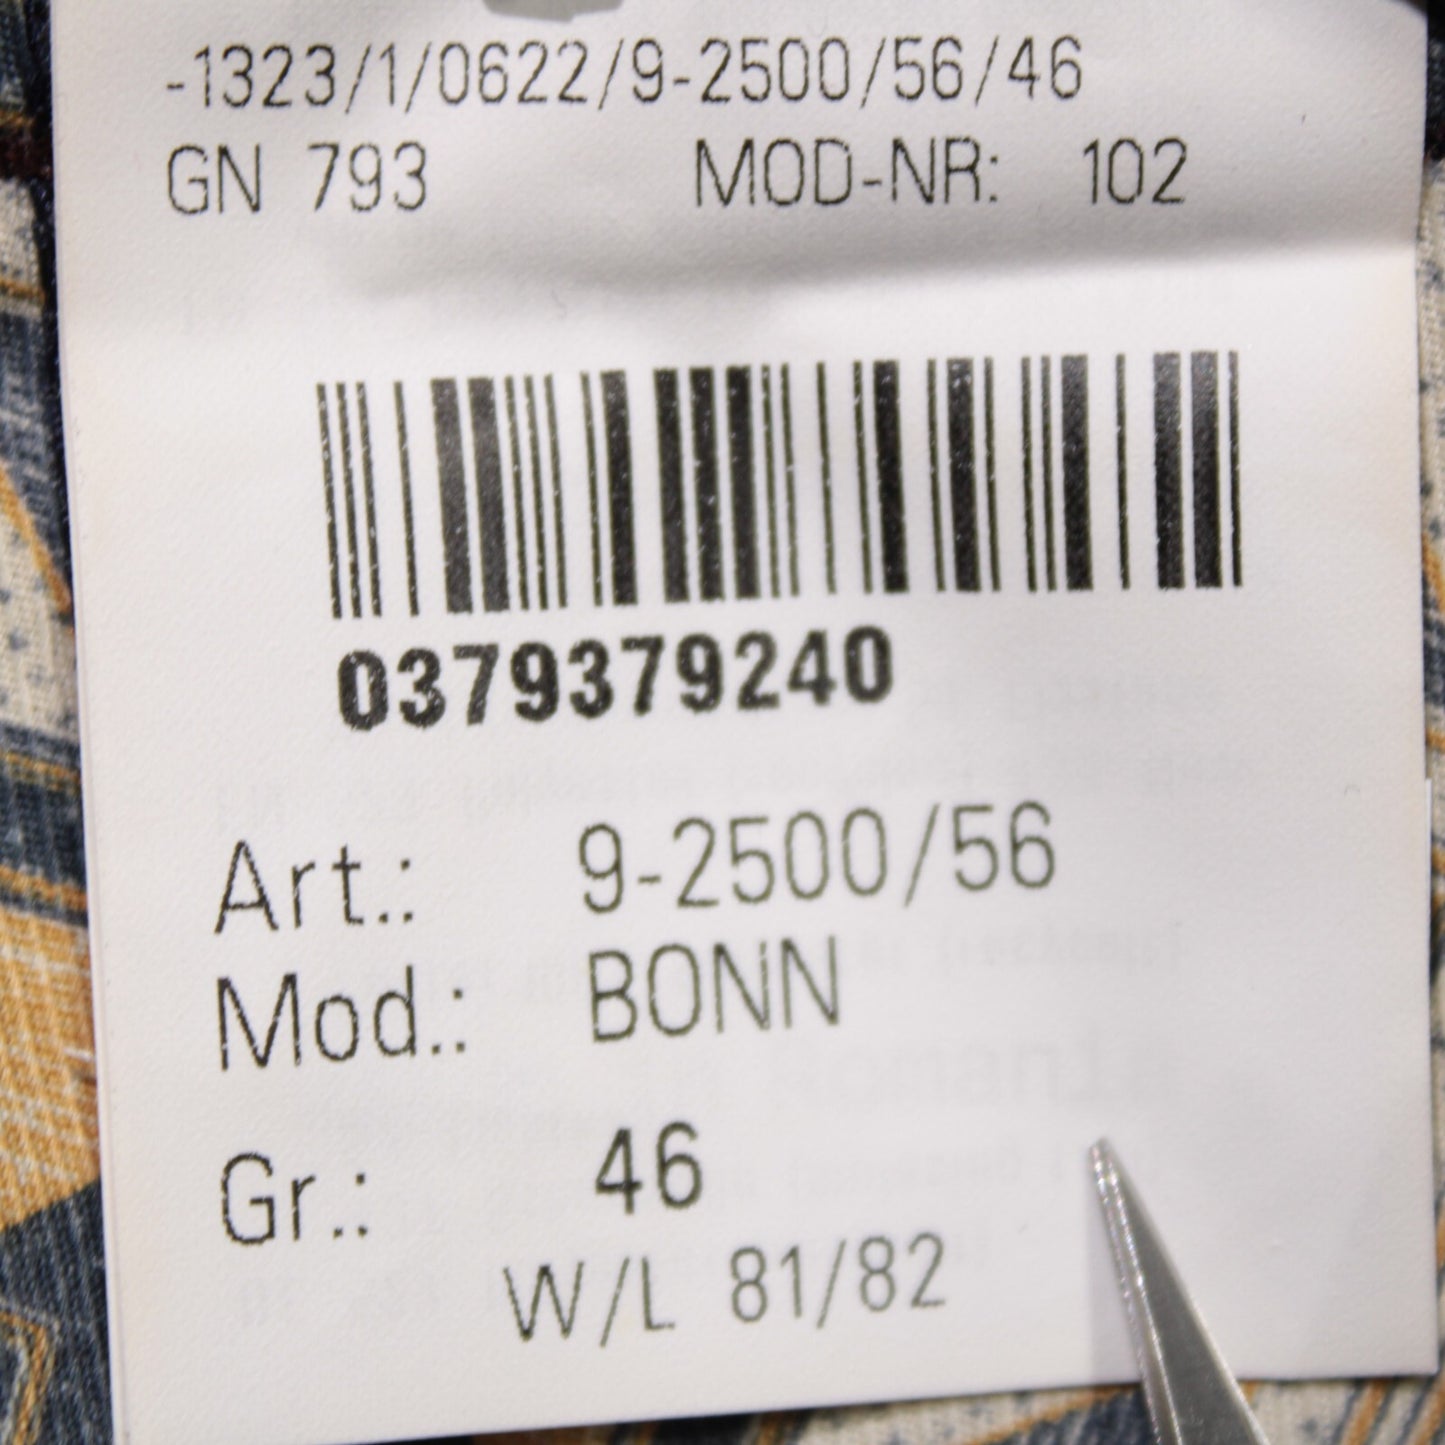 -1323/1/0622/9-2500/56/46
GN 793 MOD-NR: 102
0379379240
Art.: 9-2500/56
Mod.: BONN
Gr.: 46
W/L 81/82